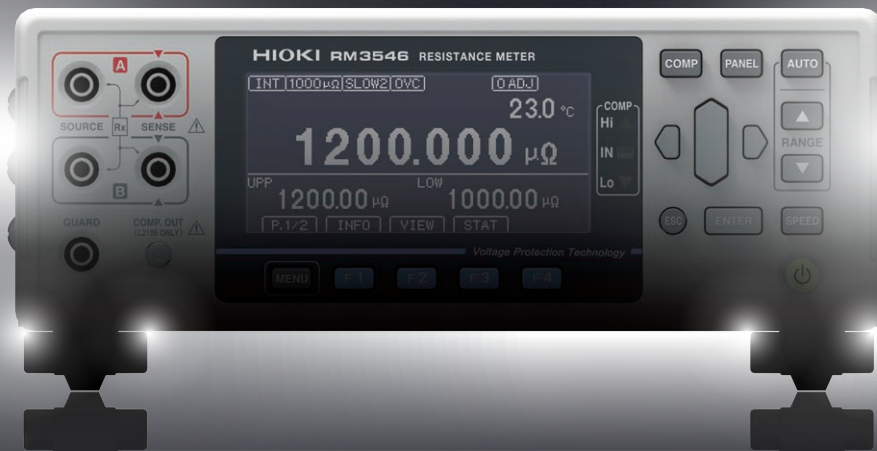 HIOKI RM3546 RESISTANCE METER
INT 1000μΩ SLOW2 OVC 0 ADJ
23.0 °C
1200.000 μΩ
UPP LOW
1200.00 μΩ 1000.00 μΩ
P.1/2 INFO VIEW STAT
Voltage Protection Technology
MENU F1 F2 F3 F4
A
SOURCE Rx SENSE
B
GUARD COMP. OUT
(L2105 ONLY)
COMP
Hi
IN
Lo
COMP PANEL AUTO
RANGE
ESC ENTER SPEED